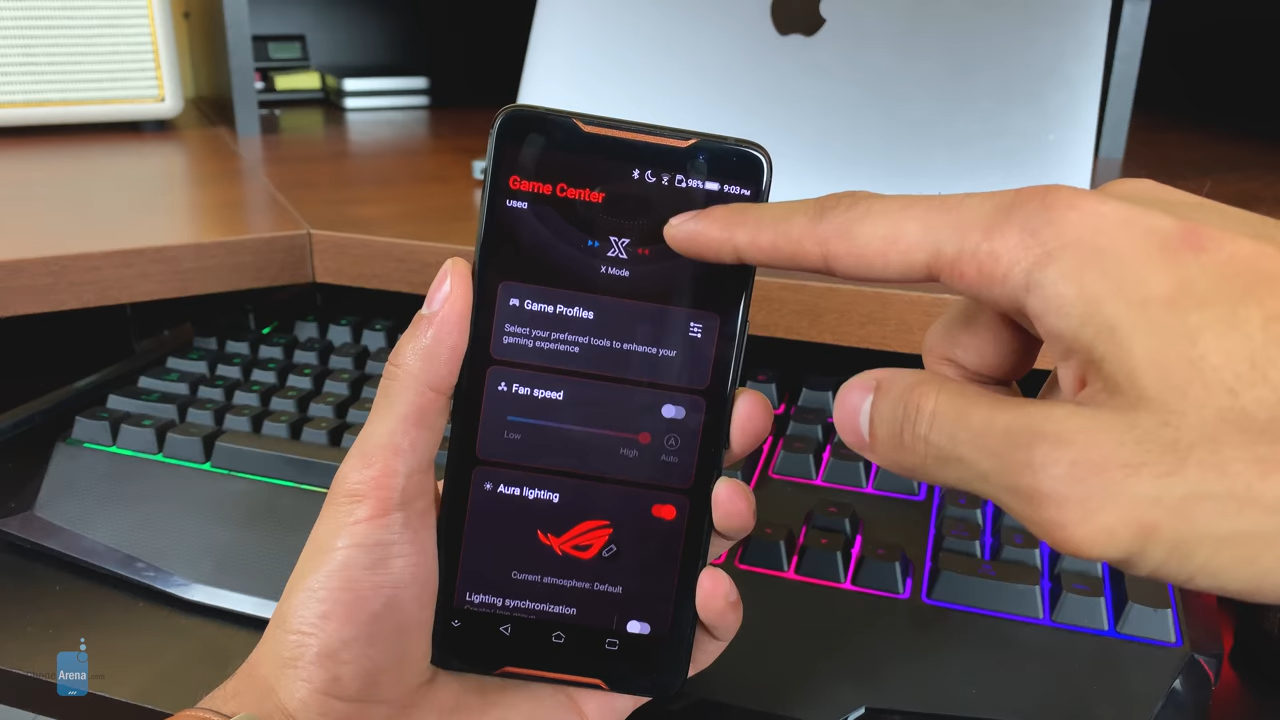 98% 9:03 PM
Game Center
Used
X Mode
Game Profiles
Select your preferred tools to enhance your
gaming experience
Fan speed
Low
High
A
Auto
Aura lighting
Current atmosphere: Default
Lighting synchronization
Arena.com